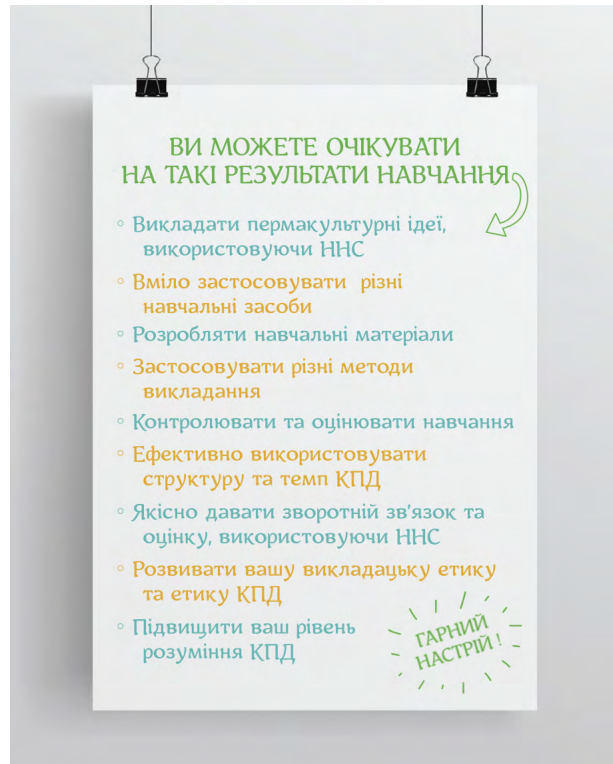 ВИ МОЖЕТЕ ОЧІКУВАТИ
НА ТАКІ РЕЗУЛЬТАТИ НАВЧАННЯ
◦ Викладати пермакультурні ідеї,
використовуючи ННС
◦ Вміло застосовувати різні
навчальні засоби
◦ Розробляти навчальні матеріали
◦ Застосовувати різні методи
викладання
◦ Контролювати та оцінювати навчання
◦ Ефективно використовувати
структуру та темп КПД
◦ Якісно давати зворотній зв'язок та
оцінку, використовуючи ННС
◦ Розвивати вашу викладацьку етику
та етику КПД
◦ Підвищити ваш рівень
розуміння КПД
ГАРНИЙ
НАСТРІЙ!